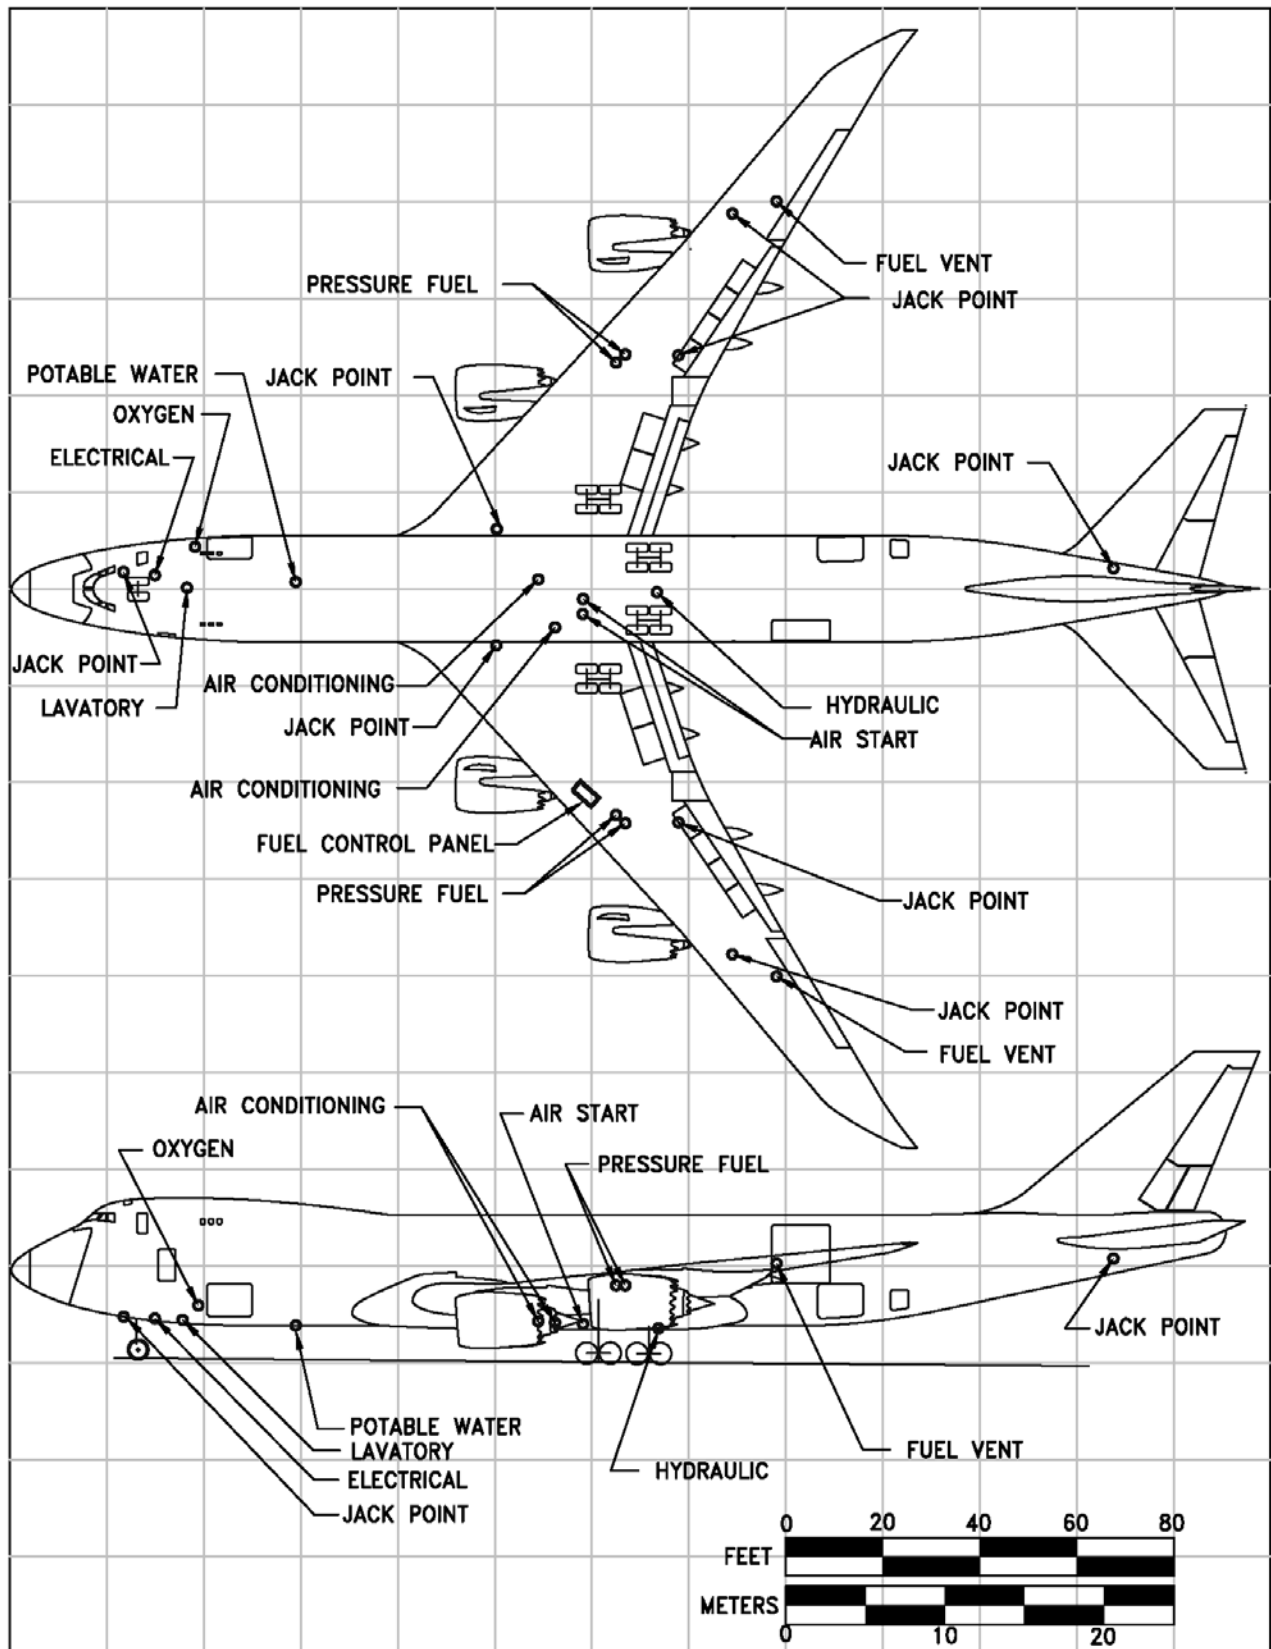 FUEL VENT
PRESSURE FUEL
JACK POINT
POTABLE WATER
JACK POINT
OXYGEN
ELECTRICAL
JACK POINT
JACK POINT
AIR CONDITIONING
LAVATORY
HYDRAULIC
JACK POINT
AIR START
AIR CONDITIONING
FUEL CONTROL PANEL
PRESSURE FUEL
JACK POINT
JACK POINT
FUEL VENT
AIR CONDITIONING
AIR START
OXYGEN
PRESSURE FUEL
JACK POINT
POTABLE WATER
LAVATORY
FUEL VENT
HYDRAULIC
ELECTRICAL
JACK POINT
0 20 40 60 80
FEET
METERS
0 10 20